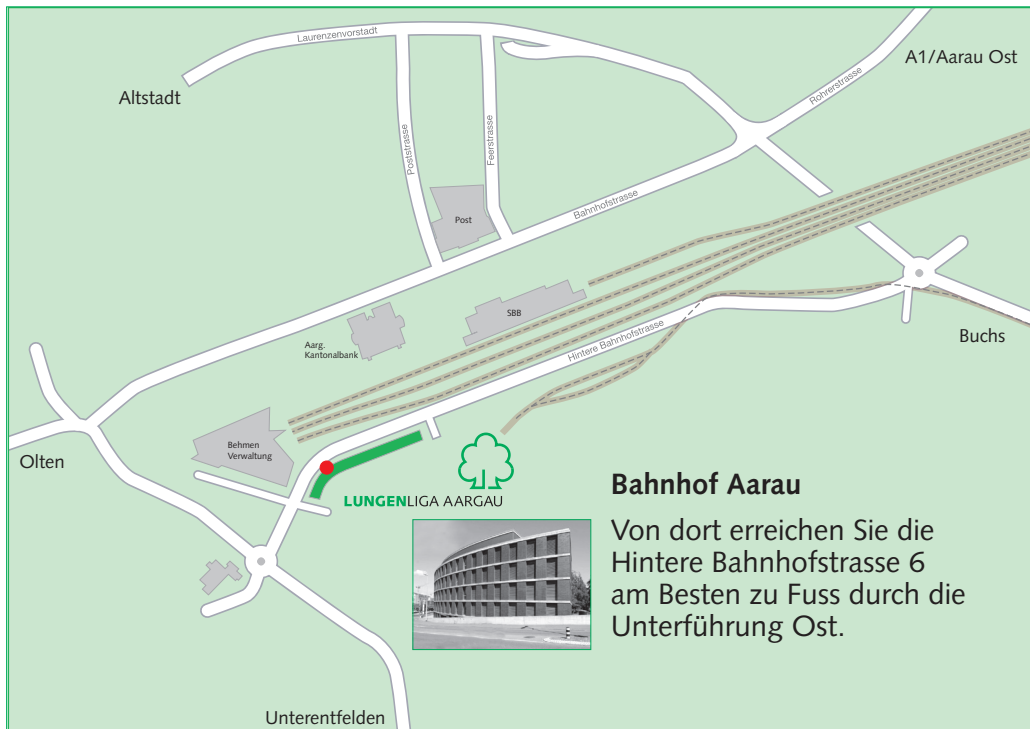 Laurenzenvorstadt
A1/Aarau Ost
Altstadt
Rohrerstrasse
Poststrasse
Feerstrasse
Bahnhofstrasse
Post
SBB
Aarg.
Kantonalbank
Hintere Bahnhofstrasse
Buchs
Olten
Behmen
Verwaltung
LUNGENLIGA AARGAU
Bahnhof Aarau
Von dort erreichen Sie die
Hintere Bahnhofstrasse 6
am Besten zu Fuss durch die
Unterführung Ost.
Unterentfelden